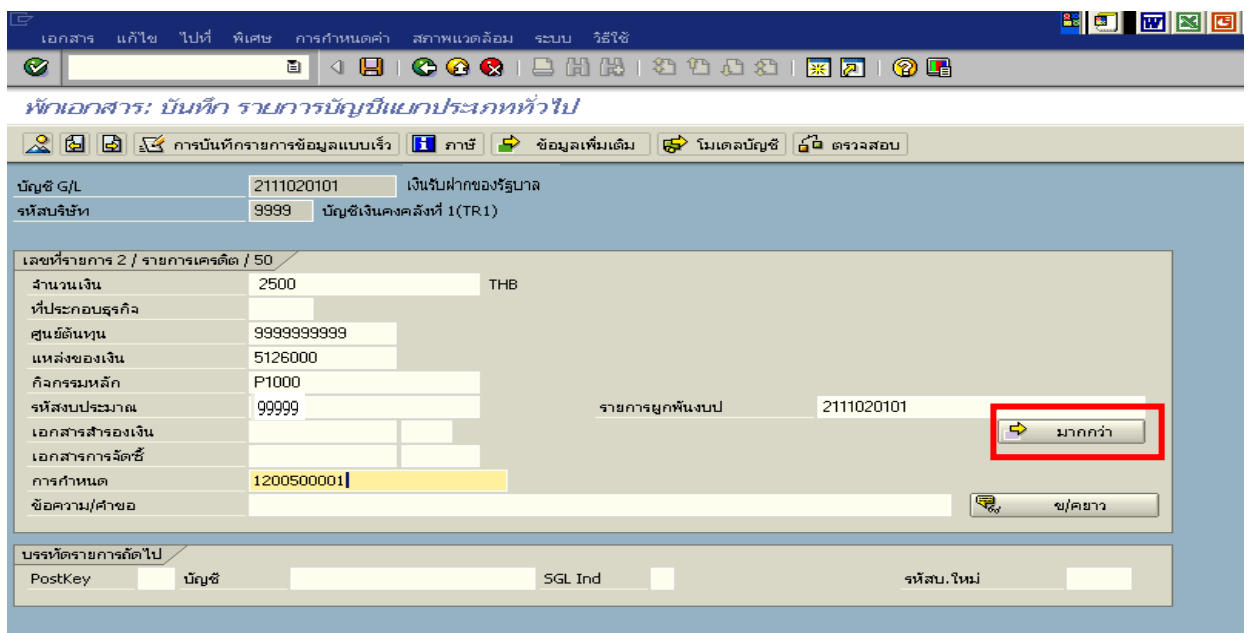 เอกสาร แก้ไข ไปที่ พิเศษ การกำหนดค่า สภาพแวดล้อม ระบบ วิธีใช้
พักเอกสาร: บันทึก รายการบัญชีแยกประเภททั่วไป
การบันทึกรายการข้อมูลแบบเร็ว ภาษี ข้อมูลเพิ่มเติม โมเดลบัญชี ตรวจสอบ
บัญชี G/L 2111020101 เงินรับฝากของรัฐบาล
รหัสบริษัท 9999 บัญชีเงินคงคลังที่ 1(TR1)
เลขที่รายการ 2 / รายการเครดิต / 50
จำนวนเงิน 2500 THB
ที่ประกอบธุรกิจ
ศูนย์ต้นทุน 9999999999
แหล่งของเงิน 5126000
กิจกรรมหลัก P1000
รหัสงบประมาณ 99999 รายการผูกพันงบป 2111020101
เอกสารสำรองเงิน มากกว่า
เอกสารการจัดซื้
การกำหนด 1200500001
ข้อความ/คำขอ ข/คยาว
บรรทัดรายการถัดไป
PostKey บัญชี SGL Ind รหัสบ.ใหม่